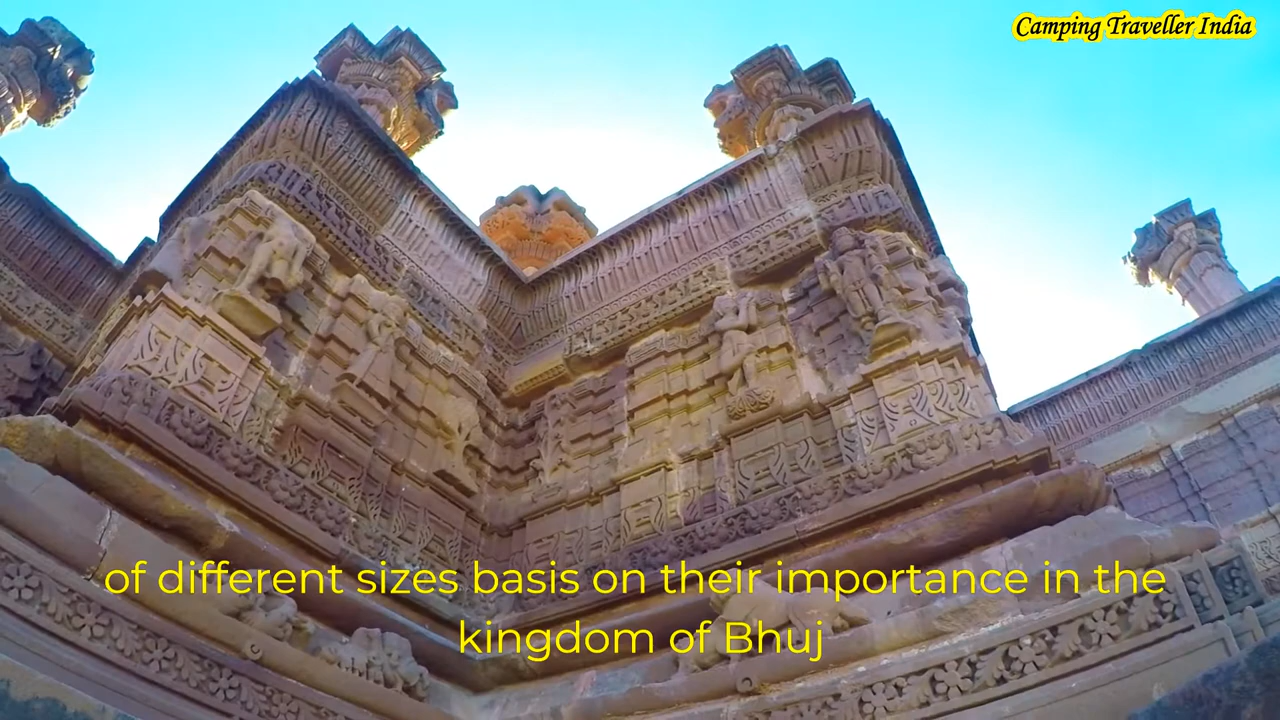 Camping Traveller India
of different sizes basis on their importance in the
kingdom of Bhuj